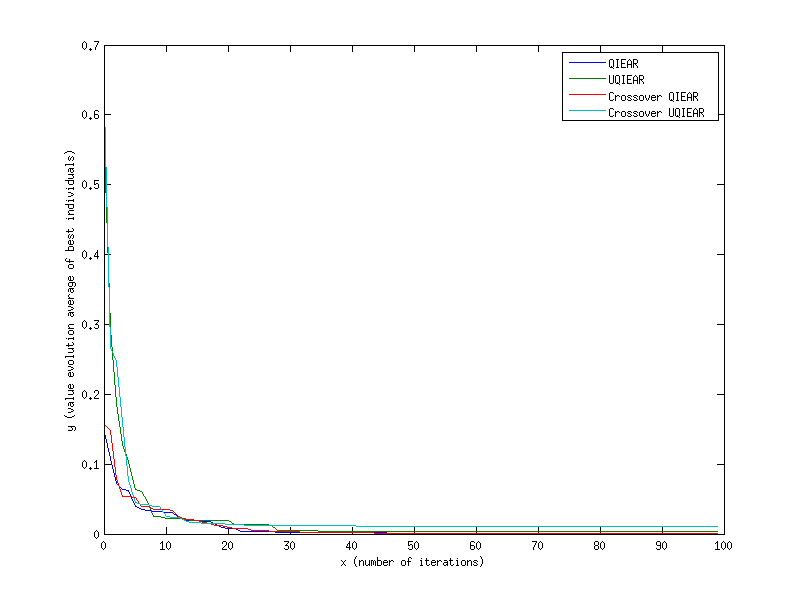 0.7
0.6
0.5
0.4
0.3
0.2
0.1
0
y (value evolution average of best individuals)
QIEAR
UQIEAR
Crossover QIEAR
Crossover UQIEAR
0 10 20 30 40 50 60 70 80 90 100
x (number of iterations)